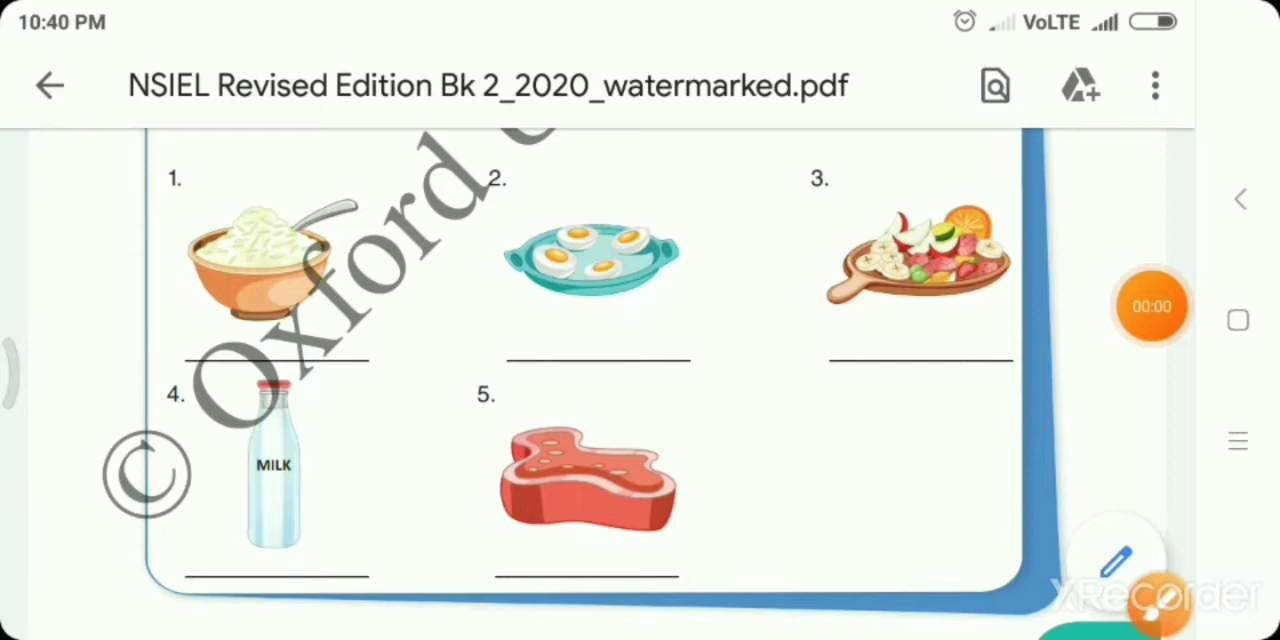 10:40 PM
VoLTE
NSIEL Revised Edition Bk 2_2020_watermarked.pdf
1.
2.
3.
00:00
4.
5.
MILK
© Oxford
XRecorder